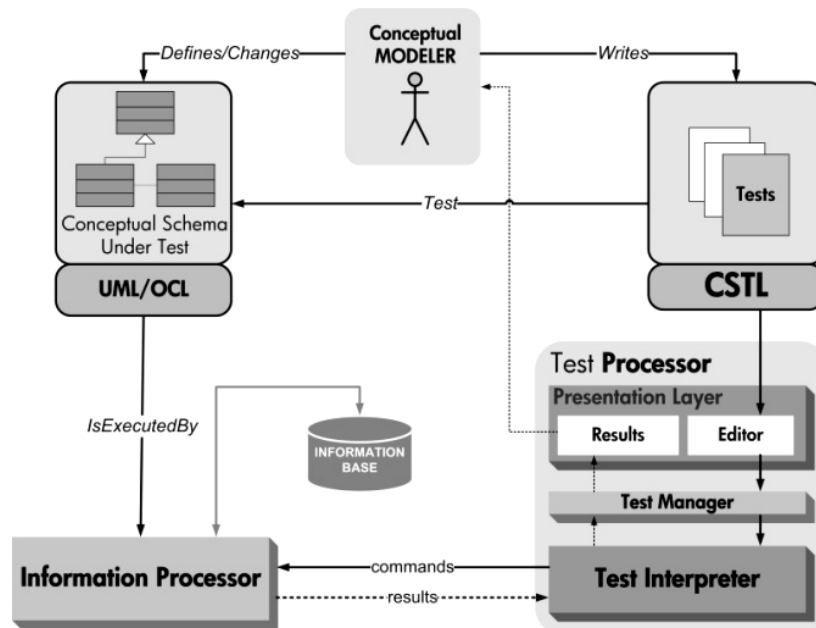 Conceptual
MODELER
Defines/Changes
Writes
Conceptual Schema
Under Test
UML/OCL
Test
Tests
CSTL
IsExecutedBy
INFORMATION
BASE
Test Processor
Presentation Layer
Results
Editor
Test Manager
Test Interpreter
Information Processor
commands
results